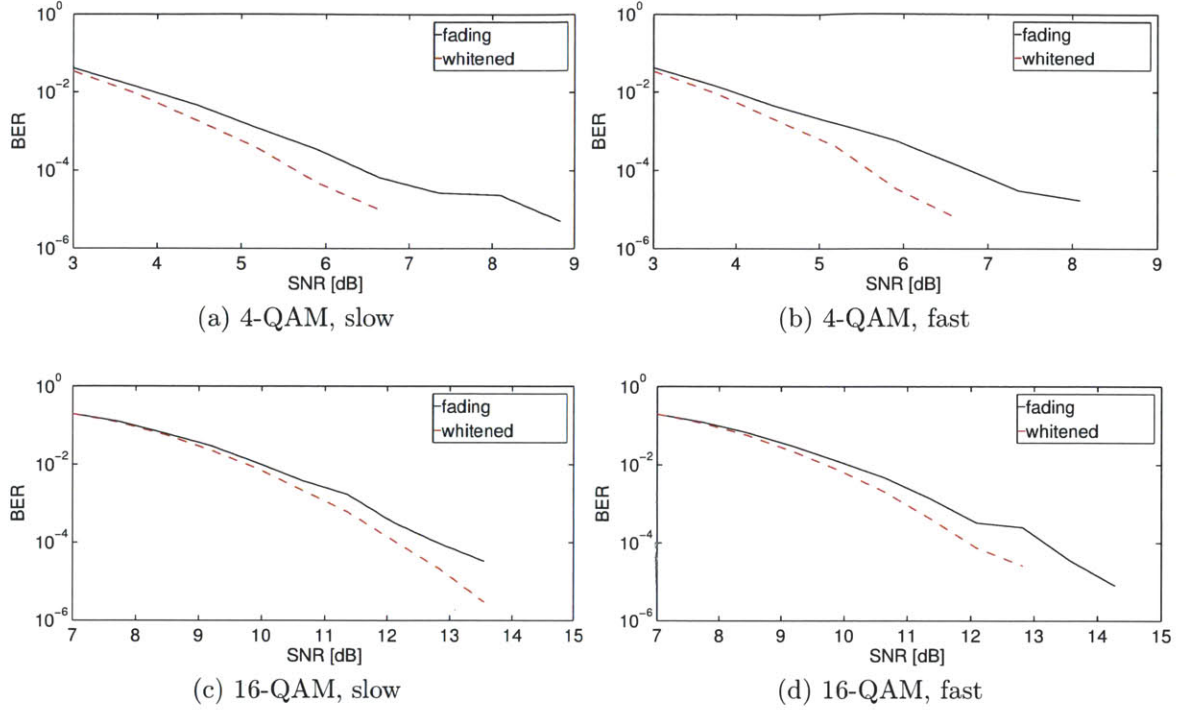 10^0
10^-2
10^-4
10^-6
BER
fading
whitened
3 4 5 6 7 8 9
SNR [dB]
(a) 4-QAM, slow
10^0
10^-2
10^-4
10^-6
BER
fading
whitened
3 4 5 6 7 8 9
SNR [dB]
(b) 4-QAM, fast
10^0
10^-2
10^-4
10^-6
BER
fading
whitened
7 8 9 10 11 12 13 14 15
SNR [dB]
(c) 16-QAM, slow
10^0
10^-2
10^-4
10^-6
BER
fading
whitened
7 8 9 10 11 12 13 14 15
SNR [dB]
(d) 16-QAM, fast